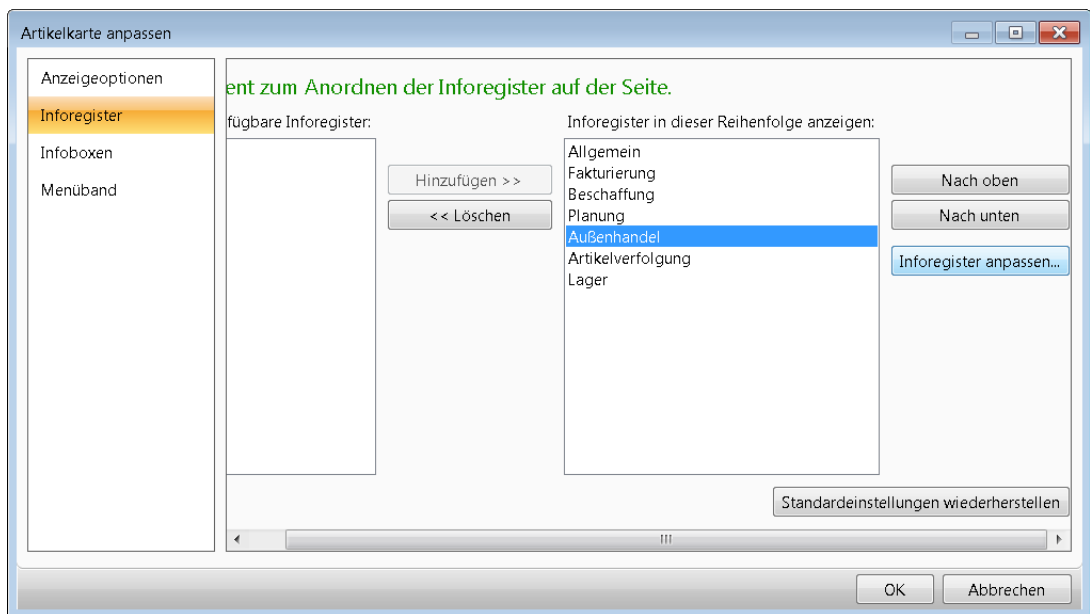 Artikelkarte anpassen
Anzeigeoptionen
Inforegister
Infoboxen
Menüband
ent zum Anordnen der Inforegister auf der Seite.
fügbare Inforegister:
Hinzufügen >>
<< Löschen
Inforegister in dieser Reihenfolge anzeigen:
Allgemein
Fakturierung
Beschaffung
Planung
Außenhandel
Artikelverfolgung
Lager
Nach oben
Nach unten
Inforegister anpassen...
Standardeinstellungen wiederherstellen
OK
Abbrechen